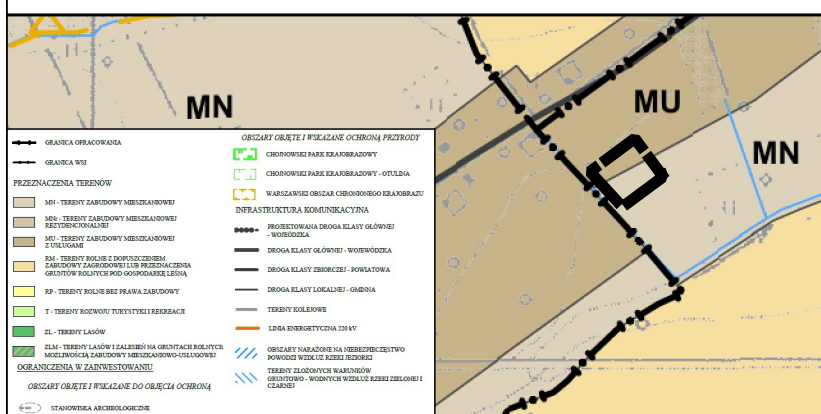 MN
MU
MN
GRANICA OPRACOWANIA
GRANICA WSI
PRZEZNACZENIA TERENÓW
MN - TERENY ZABUDOWY MIESZKANIOWEJ
MNr - TERENY ZABUDOWY MIESZKANIOWEJ
REZYDENCJONALNEJ
MU - TERENY ZABUDOWY MIESZKANIOWEJ
Z USŁUGAMI
RM - TERENY ROLNE Z DOPUSZCZENIEM
ZABUDOWY ZAGRODOWEJ LUB PRZEZNACZENIA
GRUNTÓW ROLNYCH POD GOSPODARKĘ LEŚNĄ
RP - TERENY ROLNE BEZ PRAWA ZABUDOWY
T - TERENY ROZWOJU TURYSTYKI I REKREACJI
ZL - TERENY LASÓW
ZLM - TERENY LASÓW I ZALESIEŃ NA GRUNTACH ROLNYCH
MOŻLIWOŚCIĄ ZABUDOWY MIESZKANIOWO-USŁUGOWEJ
OGRANICZENIA W ZAINWESTOWANIU
OBSZARY OBJĘTE I WSKAZANE DO OBJĘCIA OCHRONĄ
STANOWISKA ARCHEOLOGICZNE
OBSZARY OBJĘTE I WSKAZANE OCHRONĄ PRZYRODY
CHOJNOWSKI PARK KRAJOBRAZOWY
CHOJNOWSKI PARK KRAJOBRAZOWY - OTULINA
WARSZAWSKI OBSZAR CHRONIONEGO KRAJOBRAZU
INFRASTRUKTURA KOMUNIKACYJNA
PROJEKTOWANA DROGA KLASY GŁÓWNEJ
- WOJEWÓDZKA
DROGA KLASY GŁÓWNEJ - WOJEWÓDZKA
DROGA KLASY ZBIORCZEJ - POWIATOWA
DROGA KLASY LOKALNEJ - GMINNA
TERENY KOLEJOWE
LINIA ENERGETYCZNA 220 kV
OBSZARY NARAŻONE NA NIEBEZPIECZEŃSTWO
POWODZI WZDŁUŻ RZEKI JEZIORKI
TERENY ZŁOŻONYCH WARUNKÓW
GRUNTOWO - WODNYCH WZDŁUŻ RZEKI ZIELONEJ I
CZARNEJ